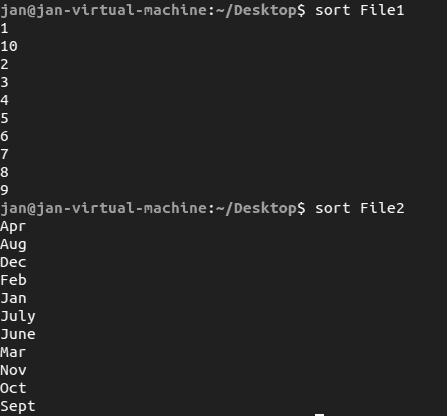 jan@jan-virtual-machine:~/Desktop$ sort File1
1
10
2
3
4
5
6
7
8
9
jan@jan-virtual-machine:~/Desktop$ sort File2
Apr
Aug
Dec
Feb
Jan
July
June
Mar
Nov
Oct
Sept